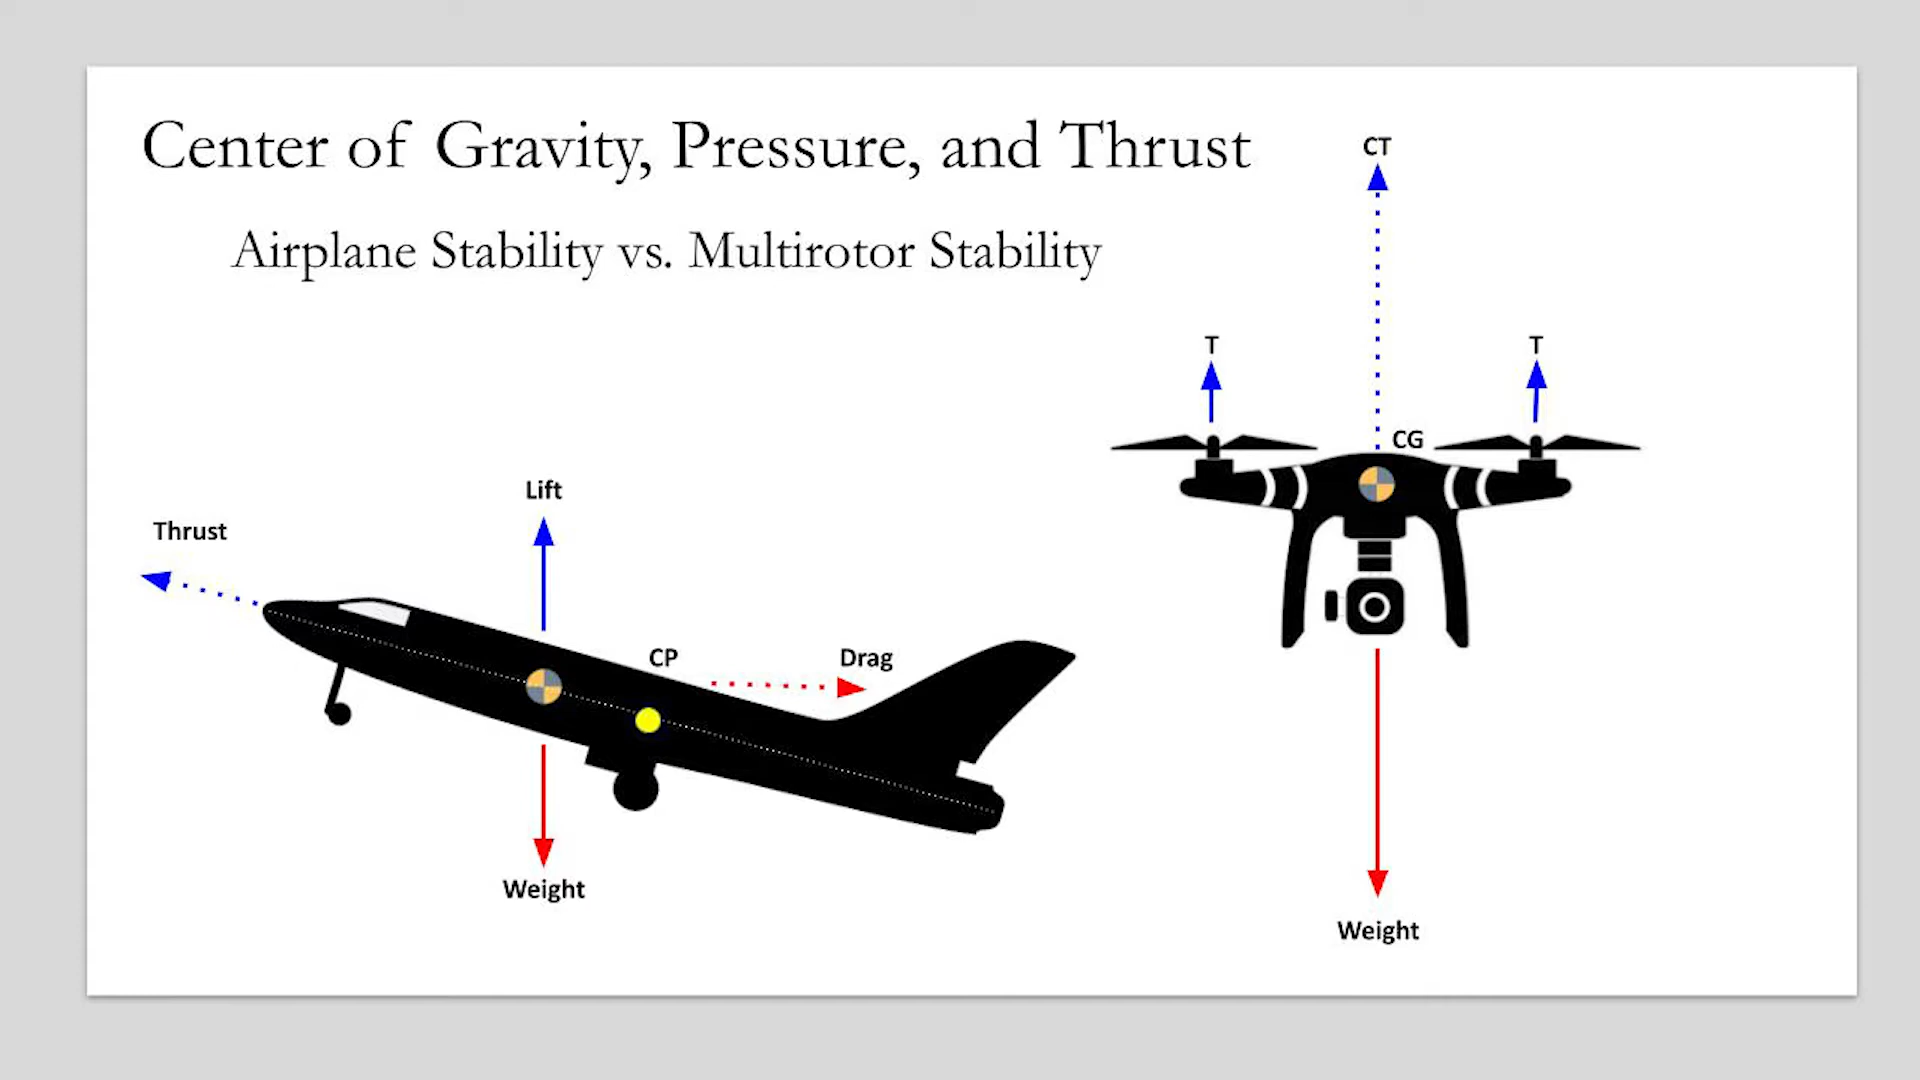 Center of Gravity, Pressure, and Thrust
Airplane Stability vs. Multirotor Stability
CT
T
T
CG
Lift
Thrust
CP
Drag
Weight
Weight